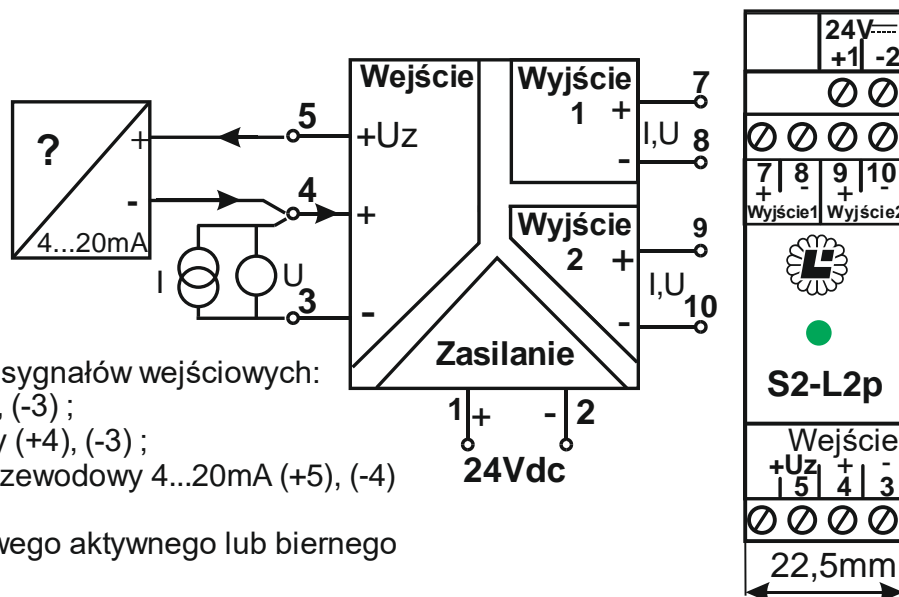 Wejście
+Uz
+
-
Wyjście
1
+
-
7
I,U
8
Wyjście
2
+
-
9
I,U
10
Zasilanie
1 + - 2
24Vdc
?
+
-
4...20mA
5
4
I
U
3
sygnałów wejściowych:
, (-3) ;
(+4), (-3) ;
4...20mA (+5), (-4)
aktywnego lub biernego
24V
+1 -2
7 8 9 10
+ - + -
Wyjście1 Wyjście2
L
S2-L2p
Wejście
+Uz + -
5 4 3
22,5mm